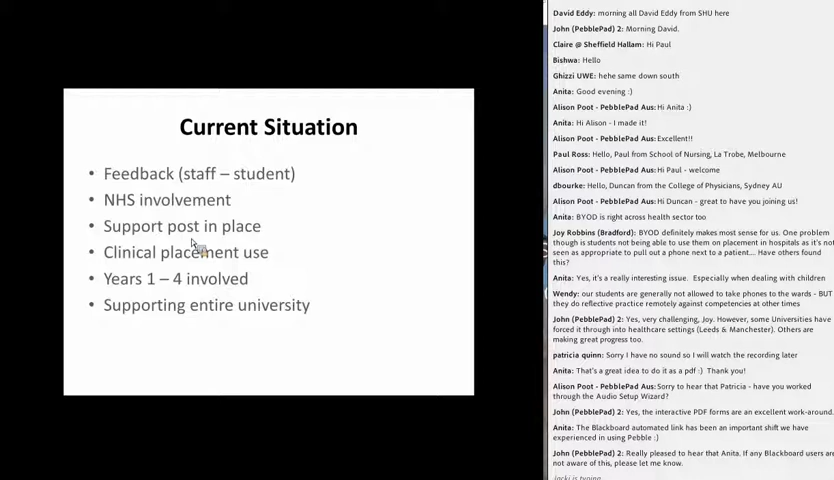 Current Situation
• Feedback (staff – student)
• NHS involvement
• Support post in place
• Clinical placement use
• Years 1 – 4 involved
• Supporting entire university
David Eddy: morning all David Eddy from SHU here
John (PebblePad) 2: Morning David.
Claire @ Sheffield Hallam: Hi Paul
Bishwa: Hello
Ghizzi UWE: hehe same down south
Anita: Good evening :)
Alison Poot - PebblePad Aus: Hi Anita :)
Anita: Hi Alison - I made it!
Alison Poot - PebblePad Aus: Excellent!!
Paul Ross: Hello, Paul from School of Nursing, La Trobe, Melbourne
Alison Poot - PebblePad Aus: Hi Paul - welcome
dbourke: Hello, Duncan from the College of Physicians, Sydney AU
Alison Poot - PebblePad Aus: Hi Duncan - great to have you joining us!
Anita: BYOD is right across health sector too
Joy Robbins (Bradford): BYOD definitely makes most sense for us. One problem
though is students not being able to use them on placement in hospitals as it's not
seen as appropriate to pull out a phone next to a patient... Have others found
this?
Anita: Yes, it's a really interesting issue. Especially when dealing with children
Wendy: our students are generally not allowed to take phones to the wards - BUT
they do reflective practice remotely against competencies at other times
John (PebblePad) 2: Yes, very challenging, Joy. However, some Universities have
forced it through into healthcare settings (Leeds & Manchester). Others are
making great progress too.
patricia quinn: Sorry I have no sound so I will watch the recording later
Anita: That's a great idea to do it as a pdf :) Thank you!
Alison Poot - PebblePad Aus: Sorry to hear that Patricia - have you worked
through the Audio Setup Wizard?
John (PebblePad) 2: Yes, the interactive PDF forms are an excellent work-around.
Anita: The Blackboard automated link has been an important shift we have
experienced in using Pebble :)
John (PebblePad) 2: Really pleased to hear that Anita. If any Blackboard users are
not aware of this, please let me know.
is typing